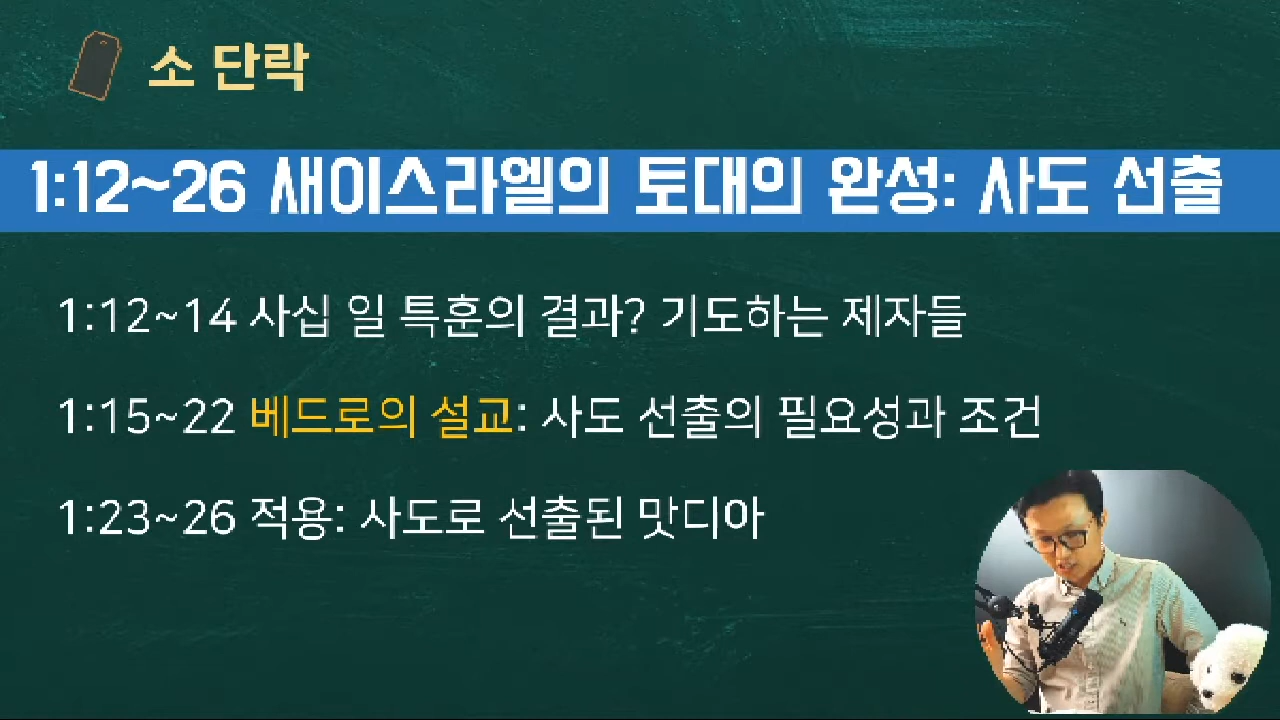 소 단락
1:12~26 새이스라엘의 토대의 완성: 사도 선출
1:12~14 사십 일 특훈의 결과? 기도하는 제자들
1:15~22 베드로의 설교: 사도 선출의 필요성과 조건
1:23~26 적용: 사도로 선출된 맛디아